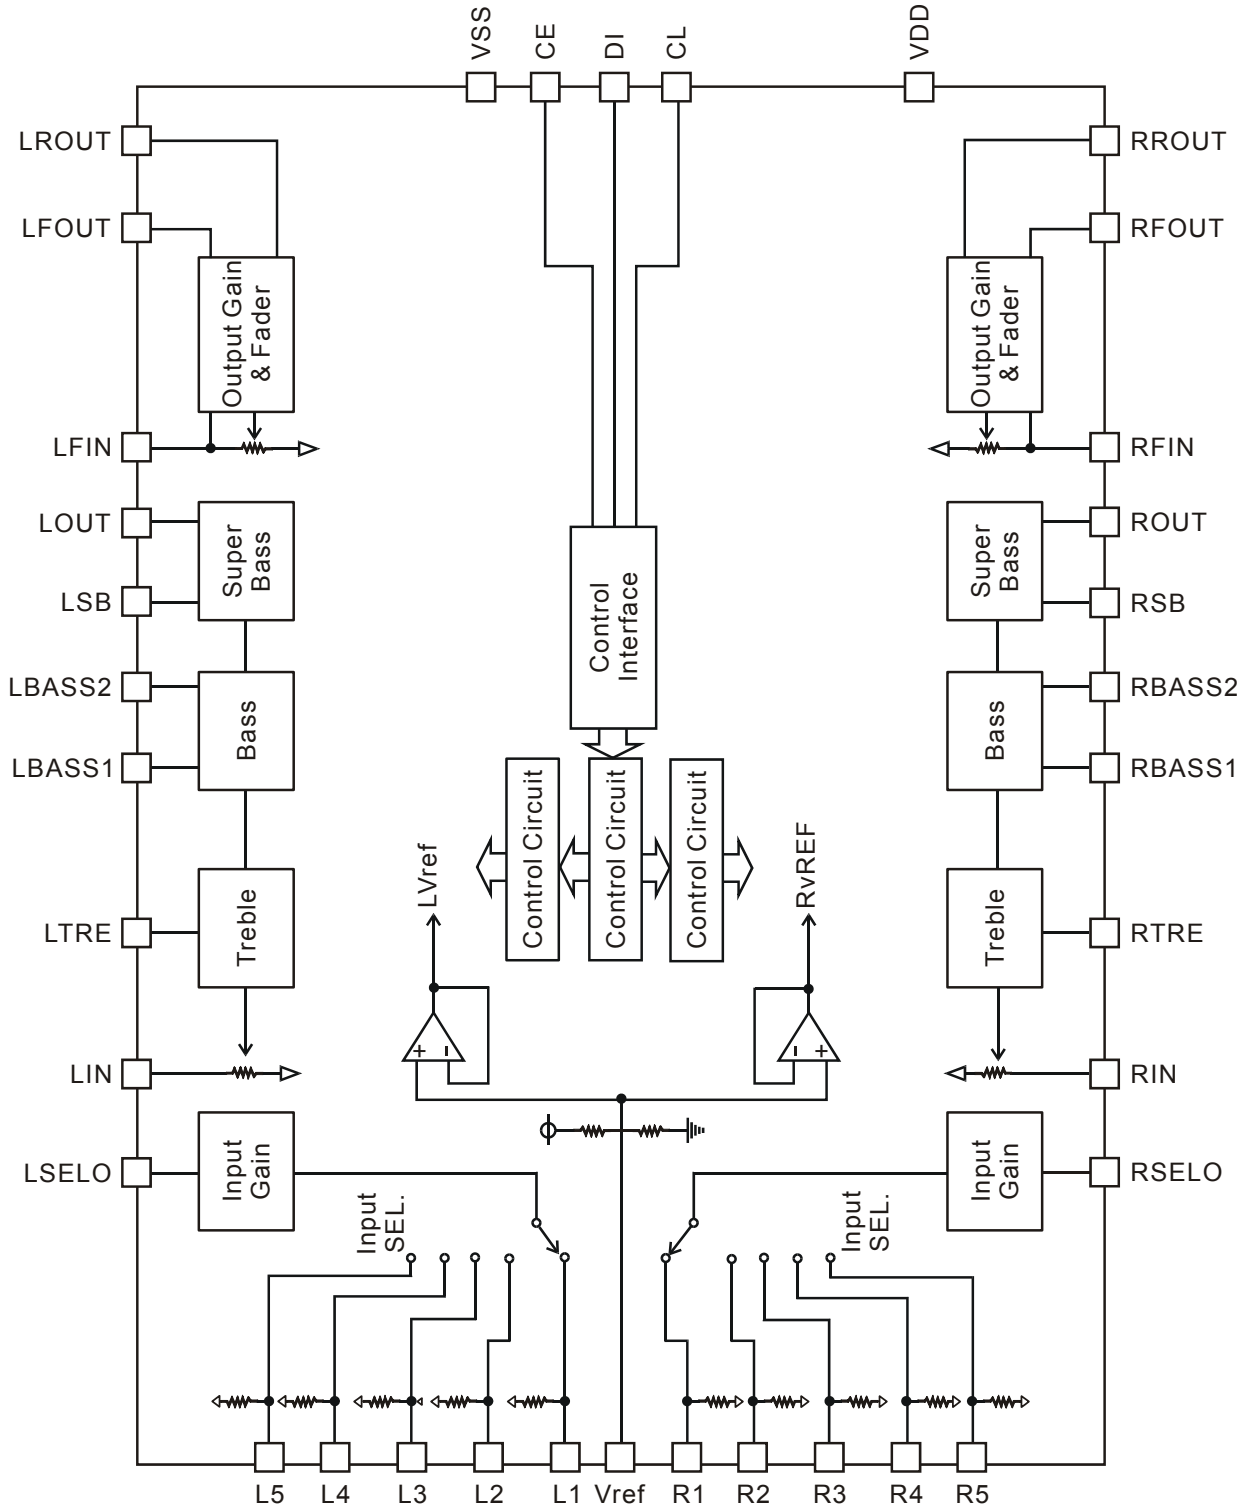 VSS
CE
DI
CL
VDD
LROUT
RROUT
LFOUT
RFOUT
Output Gain
& Fader
Output Gain
& Fader
LFIN
RFIN
LOUT
Super
Bass
Super
Bass
ROUT
LSB
RSB
Control
Interface
LBASS2
Bass
Bass
RBASS2
LBASS1
RBASS1
Control Circuit
Control Circuit
Control Circuit
LVref
RvREF
LTRE
Treble
Treble
RTRE
+ -
- +
LIN
RIN
LSELO
Input
Gain
Input
Gain
RSELO
Input
SEL.
Input
SEL.
L5 L4 L3 L2 L1 Vref R1 R2 R3 R4 R5